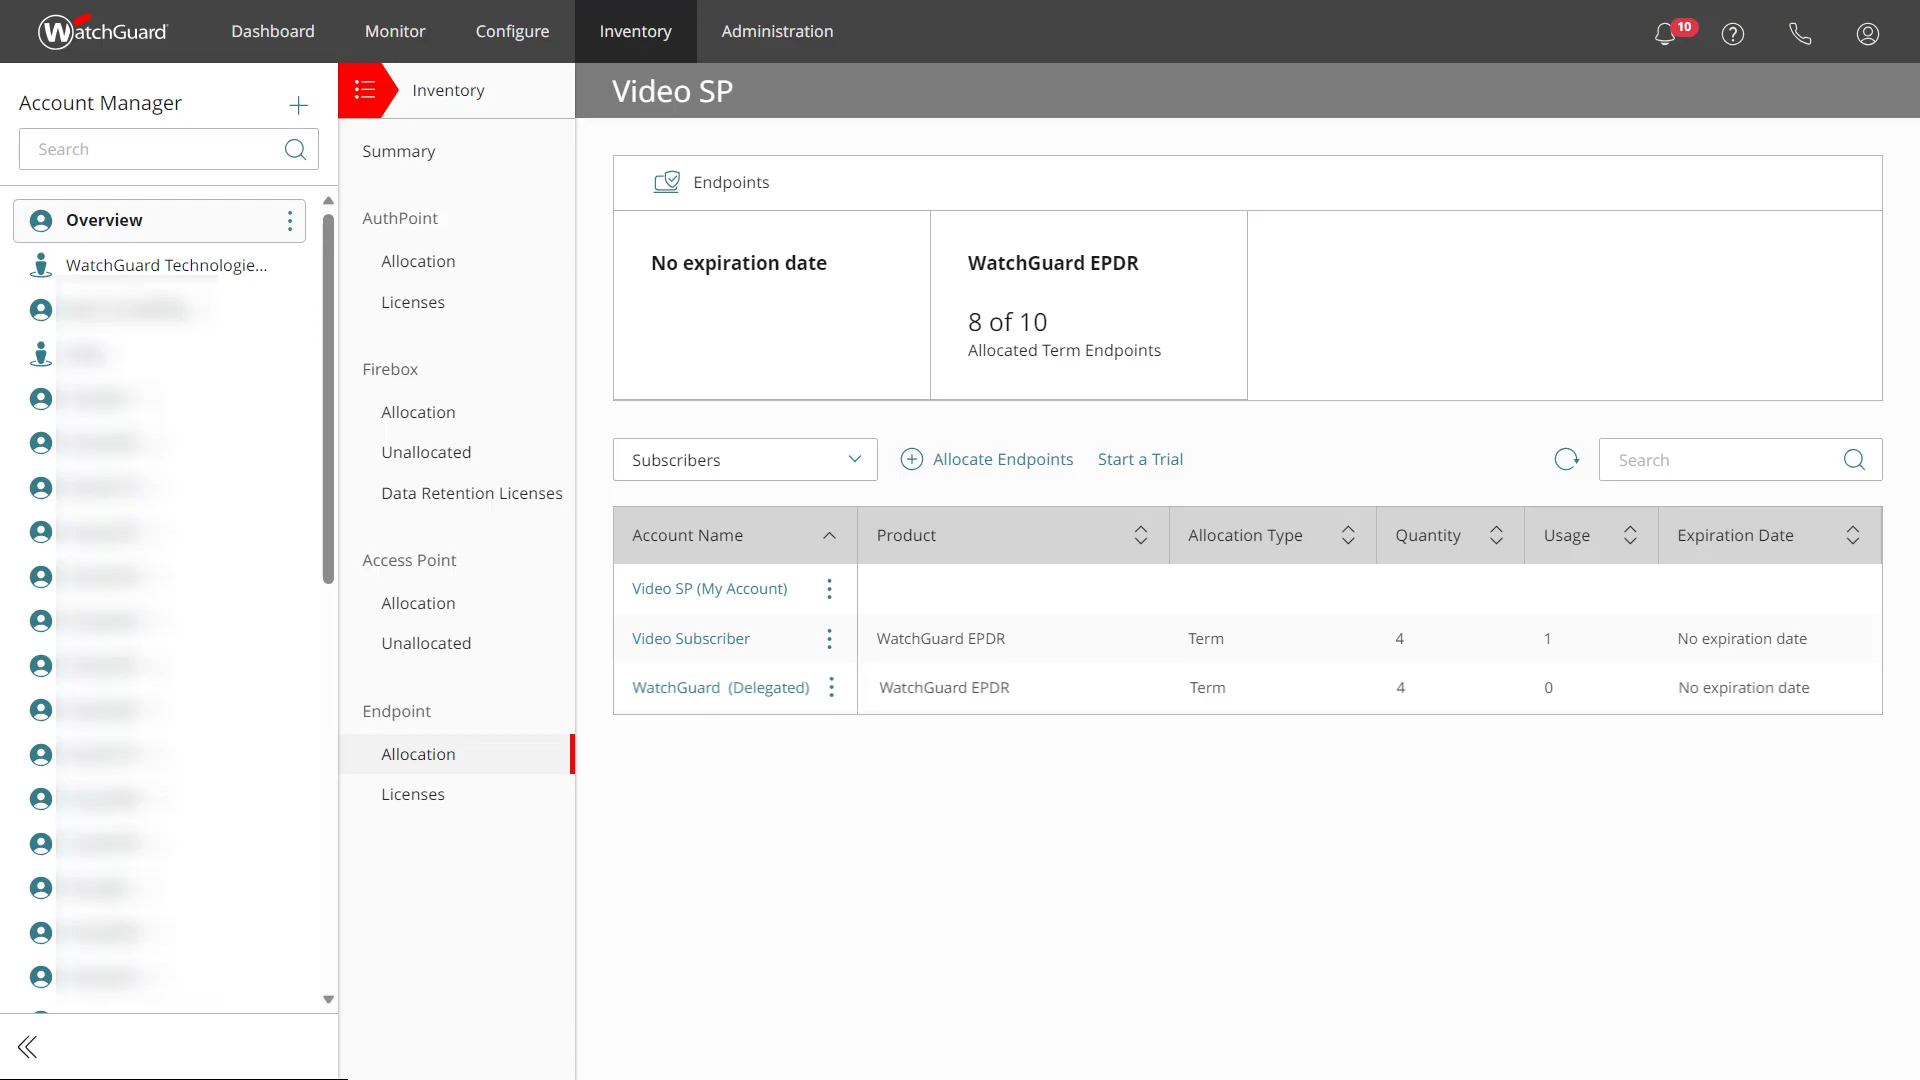 WatchGuard
Dashboard
Monitor
Configure
Inventory
Administration
10
Account Manager
Search
Overview
WatchGuard Technologie...
Inventory
Summary
AuthPoint
Allocation
Licenses
Firebox
Allocation
Unallocated
Data Retention Licenses
Access Point
Allocation
Unallocated
Endpoint
Allocation
Licenses
Video SP
Endpoints
No expiration date
WatchGuard EPDR
8 of 10
Allocated Term Endpoints
Subscribers
Allocate Endpoints
Start a Trial
Search
Account Name Product Allocation Type Quantity Usage Expiration Date
Video SP (My Account)
Video Subscriber WatchGuard EPDR Term 4 1 No expiration date
WatchGuard (Delegated) WatchGuard EPDR Term 4 0 No expiration date